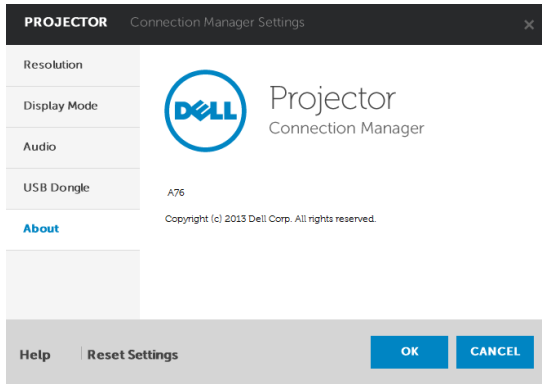 PROJECTOR Connection Manager Settings ×
Resolution
Display Mode
Audio
USB Dongle
About
DELL
Projector
Connection Manager
A76
Copyright (c) 2013 Dell Corp. All rights reserved.
Help Reset Settings OK CANCEL